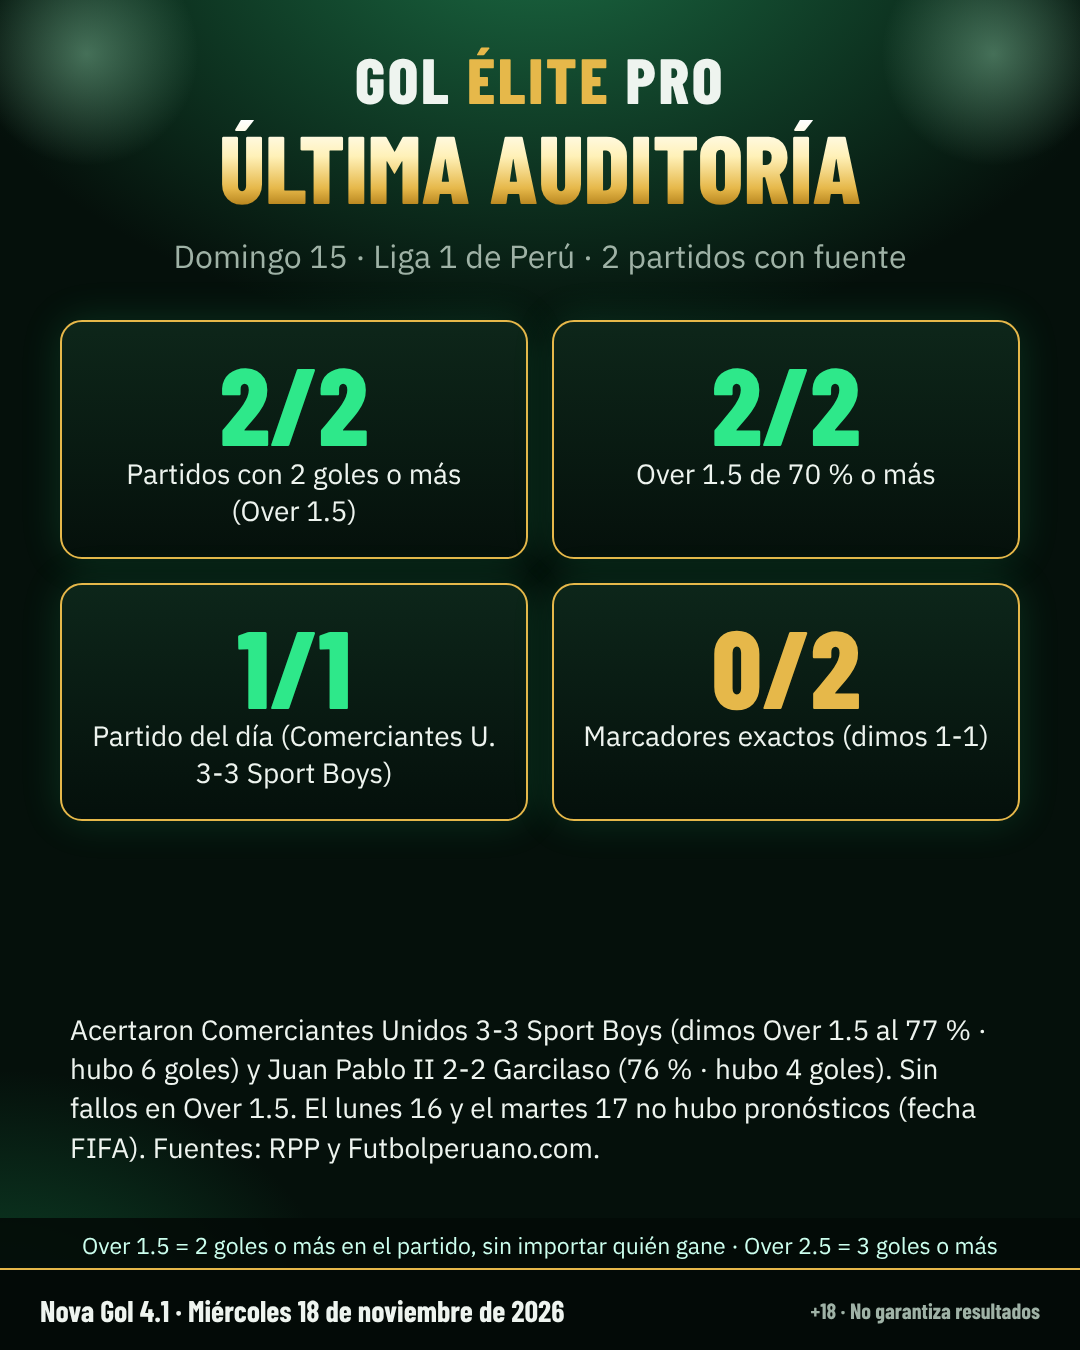 GOL ÉLITE PRO
ÚLTIMA AUDITORÍA
Domingo 15 · Liga 1 de Perú · 2 partidos con fuente
2/2
Partidos con 2 goles o más
(Over 1.5)
2/2
Over 1.5 de 70 % o más
1/1
Partido del día (Comerciantes U.
3-3 Sport Boys)
0/2
Marcadores exactos (dimos 1-1)
Acertaron Comerciantes Unidos 3-3 Sport Boys (dimos Over 1.5 al 77 % ·
hubo 6 goles) y Juan Pablo II 2-2 Garcilaso (76 % · hubo 4 goles). Sin
fallos en Over 1.5. El lunes 16 y el martes 17 no hubo pronósticos (fecha
FIFA). Fuentes: RPP y Futbolperuano.com.
Over 1.5 = 2 goles o más en el partido, sin importar quién gane · Over 2.5 = 3 goles o más
Nova Gol 4.1 · Miércoles 18 de noviembre de 2026
+18 · No garantiza resultados